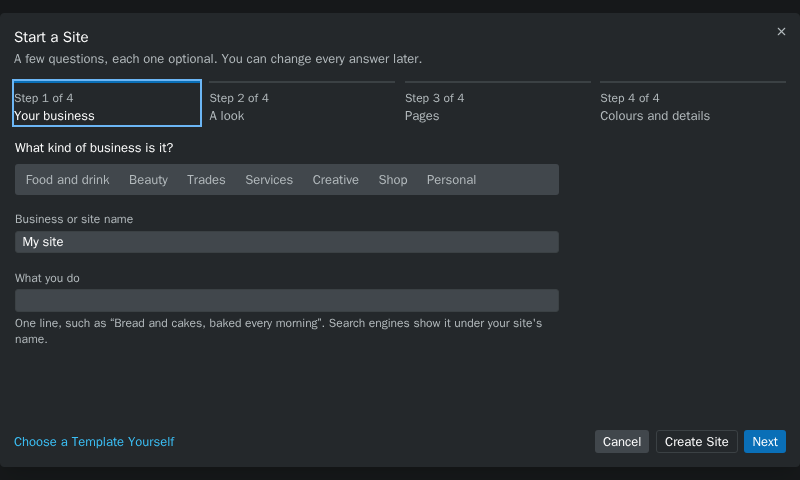 Start a Site
A few questions, each one optional. You can change every answer later.
Step 1 of 4
Your business
Step 2 of 4
A look
Step 3 of 4
Pages
Step 4 of 4
Colours and details
What kind of business is it?
Food and drink Beauty Trades Services Creative Shop Personal
Business or site name
My site
What you do
One line, such as “Bread and cakes, baked every morning”. Search engines show it under your site's
name.
Choose a Template Yourself
Cancel
Create Site
Next